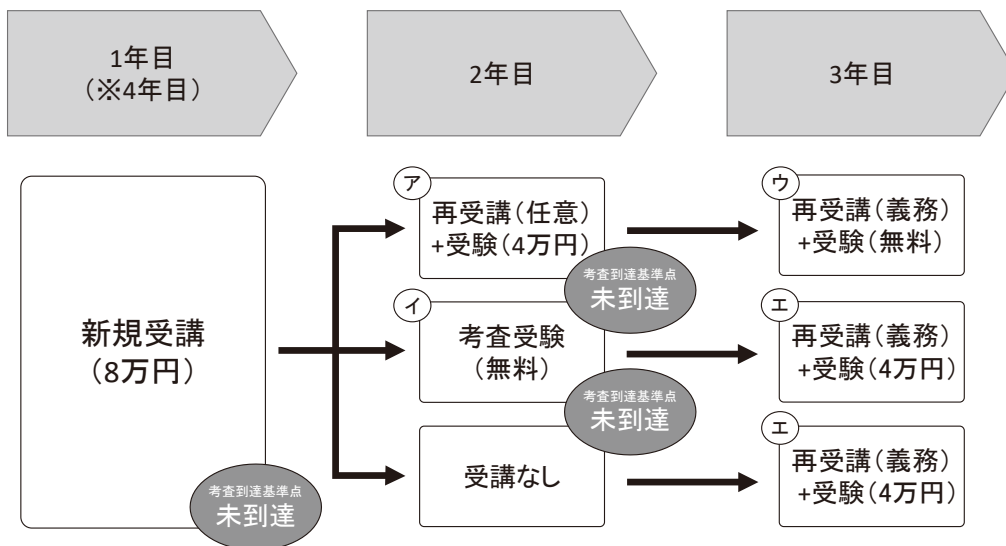 1年目
（※4年目）
2年目
3年目
新規受講
（8万円）
考査到達基準点
未到達
ア
再受講（任意）
+受験（4万円）
考査到達基準点
未到達
イ
考査受験
（無料）
考査到達基準点
未到達
受講なし
ウ
再受講（義務）
+受験（無料）
エ
再受講（義務）
+受験（4万円）
エ
再受講（義務）
+受験（4万円）